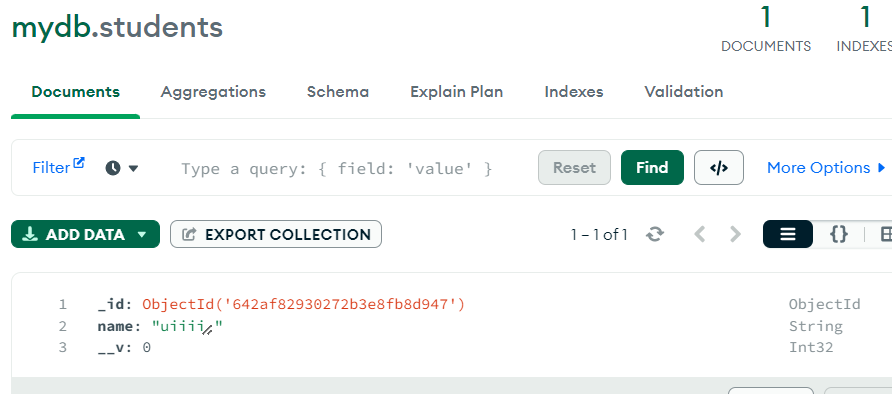 mydb.students
1
DOCUMENTS
1
INDEXES
Documents Aggregations Schema Explain Plan Indexes Validation
Filter Type a query: { field: 'value' } Reset Find </> More Options
ADD DATA EXPORT COLLECTION 1 – 1 of 1 {}
1 _id: ObjectId('642af82930272b3e8fb8d947') ObjectId
2 name: "uiiii " String
3 __v: 0 Int32